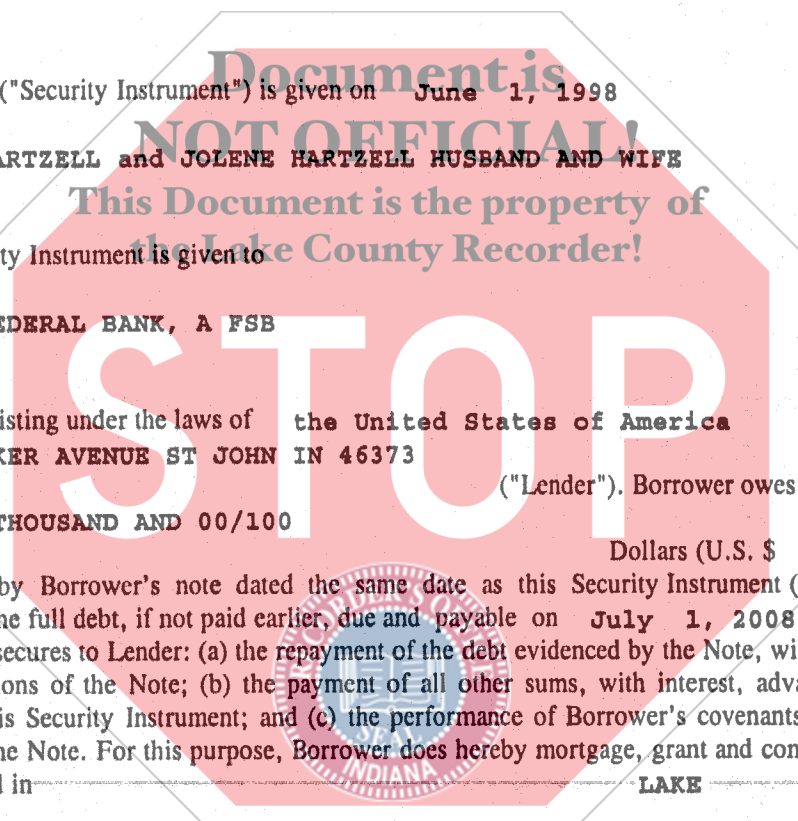 Document is
("Security Instrument") is given on June 1, 1998
NOT OFFICIAL!
ARTZELL and JOLENE HARTZELL HUSBAND AND WIFE
This Document is the property of
the Lake County Recorder!
ty Instrument is given to
EDERAL BANK, A FSB
STOP
isting under the laws of the United States of America
KER AVENUE ST JOHN IN 46373
("Lender"). Borrower owes
THOUSAND AND 00/100
Dollars (U.S. $
by Borrower's note dated the same date as this Security Instrument (
he full debt, if not paid earlier, due and payable on July 1, 2008
secures to Lender: (a) the repayment of the debt evidenced by the Note, wi
ons of the Note; (b) the payment of all other sums, with interest, adva
is Security Instrument; and (c) the performance of Borrower's covenants
he Note. For this purpose, Borrower does hereby mortgage, grant and con
d in LAKE
RECORDER'S OFFICE
SEAL
INDIANA